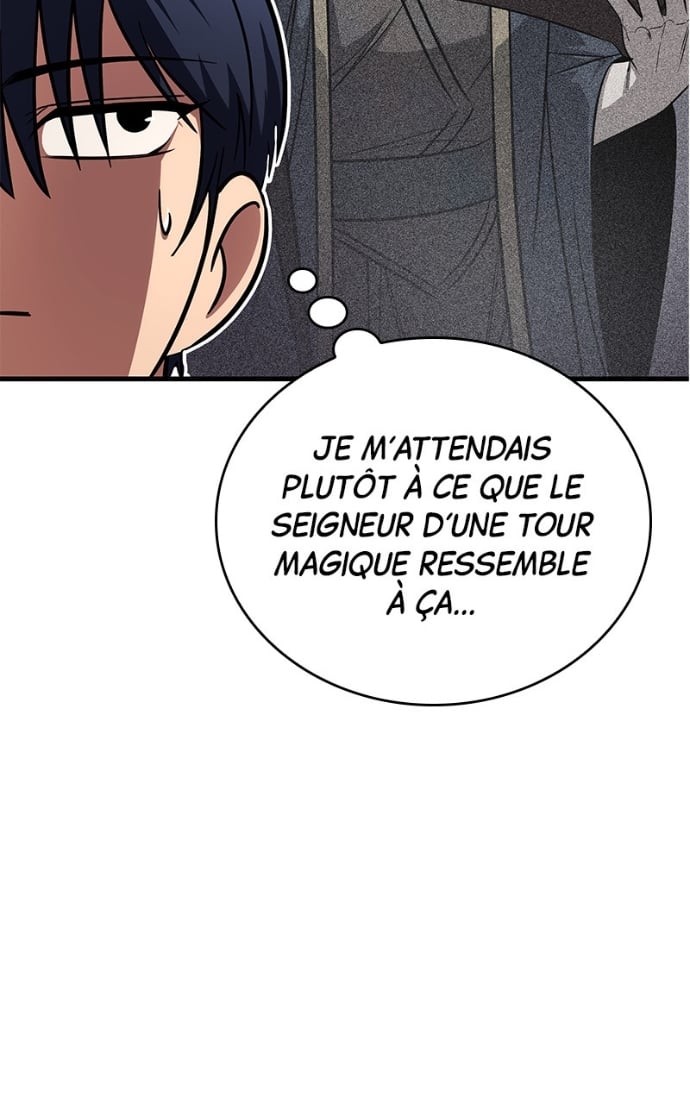 JE M'ATTENDAIS
PLUTÔT À CE QUE LE
SEIGNEUR D'UNE TOUR
MAGIQUE RESSEMBLE
À ÇA...